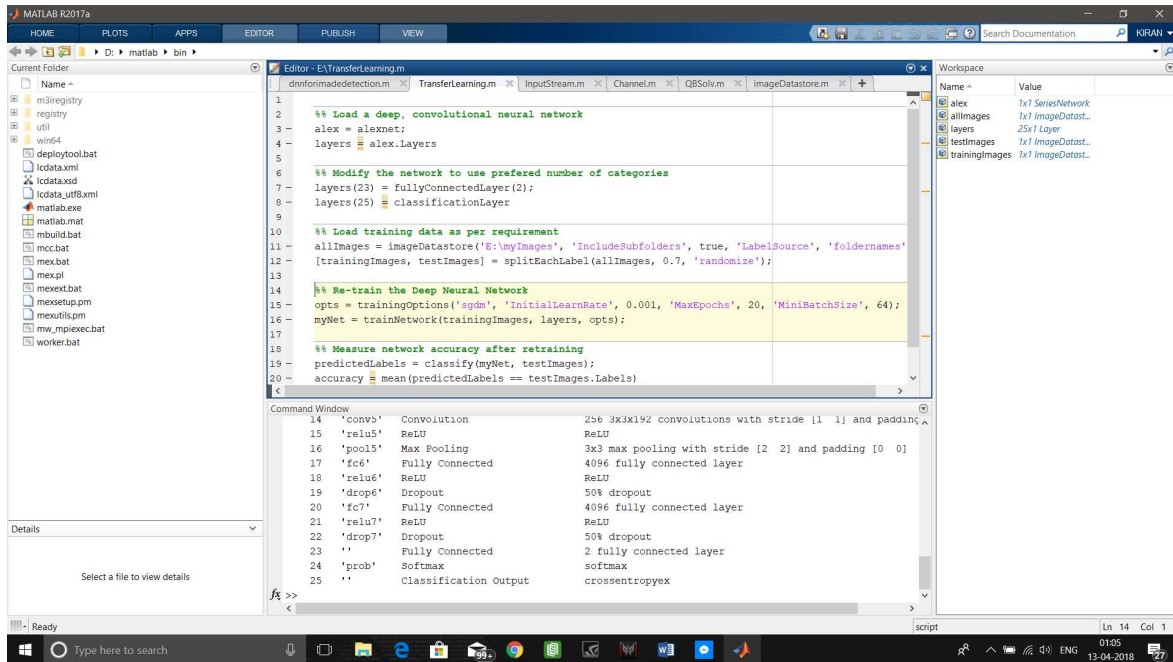 MATLAB R2017a
HOME PLOTS APPS EDITOR PUBLISH VIEW
Search Documentation
KIRAN
D: matlab bin
Current Folder
Name
m3iregistry
registry
util
win64
deploytool.bat
lcdata.xml
lcdata.xsd
lcdata_utf8.xml
matlab.exe
matlab.mat
mbuild.bat
mcc.bat
mex.bat
mex.pl
mexext.bat
mexsetup.pm
mexutils.pm
mw_mpiexec.bat
worker.bat
Details
Select a file to view details
Editor - E:\TransferLearning.m
dnnforimadedetection.m TransferLearning.m InputStream.m Channel.m QBSolv.m imageDatastore.m +
1
2 %% Load a deep, convolutional neural network
3 - alex = alexnet;
4 - layers = alex.Layers
5
6 %% Modify the network to use prefered number of categories
7 - layers(23) = fullyConnectedLayer(2);
8 - layers(25) = classificationLayer
9
10 %% Load training data as per requirement
11 - allImages = imageDatastore('E:\myImages', 'IncludeSubfolders', true, 'LabelSource', 'foldernames'
12 - [trainingImages, testImages] = splitEachLabel(allImages, 0.7, 'randomize');
13
14 %% Re-train the Deep Neural Network
15 - opts = trainingOptions('sgdm', 'InitialLearnRate', 0.001, 'MaxEpochs', 20, 'MiniBatchSize', 64);
16 - myNet = trainNetwork(trainingImages, layers, opts);
17
18 %% Measure network accuracy after retraining
19 - predictedLabels = classify(myNet, testImages);
20 - accuracy = mean(predictedLabels == testImages.Labels)
Command Window
14 'conv5' Convolution 256 3x3x192 convolutions with stride [1 1] and padding
15 'relu5' ReLU ReLU
16 'pool5' Max Pooling 3x3 max pooling with stride [2 2] and padding [0 0]
17 'fc6' Fully Connected 4096 fully connected layer
18 'relu6' ReLU ReLU
19 'drop6' Dropout 50% dropout
20 'fc7' Fully Connected 4096 fully connected layer
21 'relu7' ReLU ReLU
22 'drop7' Dropout 50% dropout
23 '' Fully Connected 2 fully connected layer
24 'prob' Softmax softmax
25 '' Classification Output crossentropyex
fx >>
Workspace
Name Value
alex 1x1 SeriesNetwork
allImages 1x1 ImageDatast...
layers 25x1 Layer
testImages 1x1 ImageDatast...
trainingImages 1x1 ImageDatast...
Ready
script
Ln 14 Col 1
Type here to search
99+
ENG
01:05
13-04-2018
27